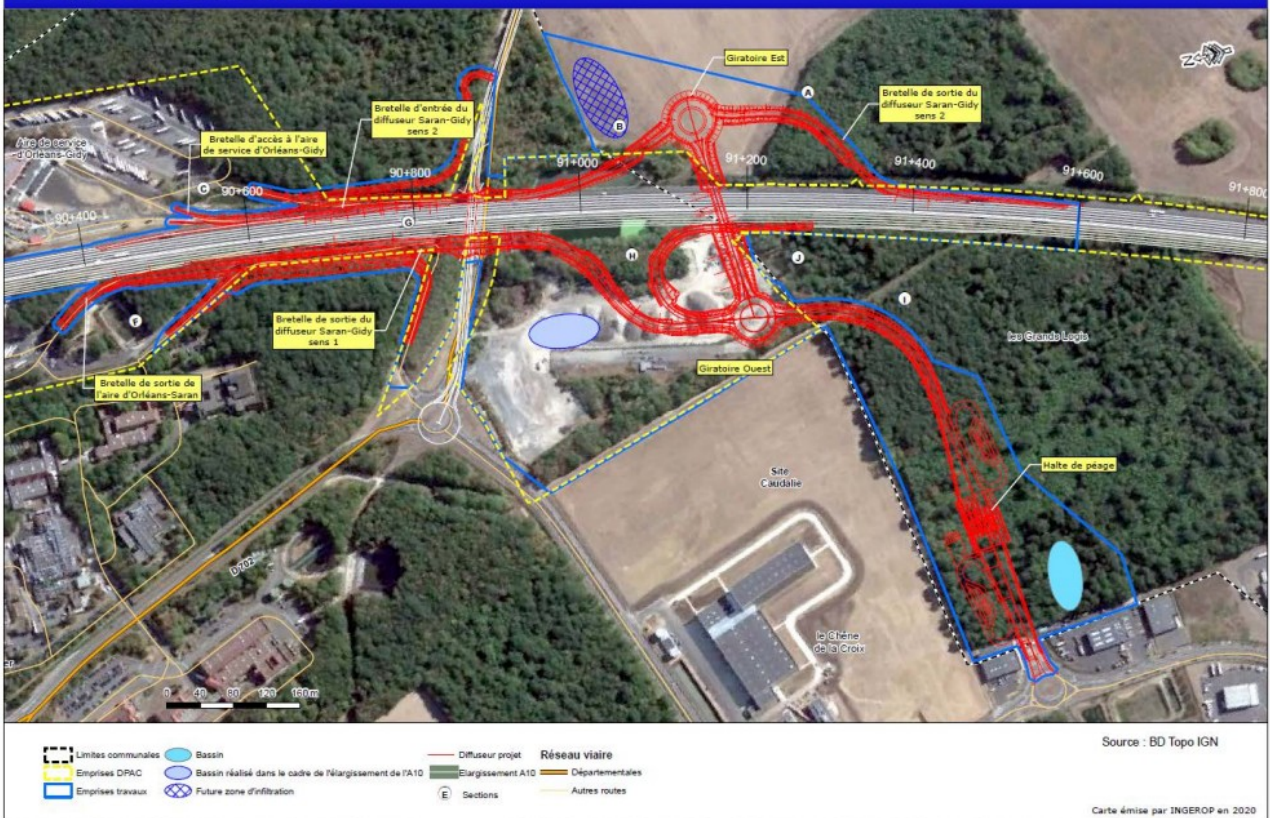 Giratoire Est
Bretelle de sortie du
diffuseur Saran-Gidy
sens 2
Bretelle d'entrée du
diffuseur Saran-Gidy
sens 2
Bretelle d'accès à l'aire
de service d'Orléans-Gidy
Aire de service
d'Orléans-Gidy
N
A
B
C
90+400
90+600
90+800
91+000
91+200
91+400
91+600
91+800
G
H
J
I
F
les Grands Logis
Bretelle de sortie du
diffuseur Saran-Gidy
sens 1
Bretelle de sortie de
l'aire d'Orléans-Saran
Giratoire Ouest
Halte de péage
Site
Caudalie
D 702
le Chêne
de la Croix
0 40 80 120 160 m
Limites communales
Emprises DPAC
Emprises travaux
Bassin
Bassin réalisé dans le cadre de l'élargissement de l'A10
Future zone d'infiltration
Diffuseur projet
Elargissement A10
E Sections
Réseau viaire
Départementales
Autres routes
Source : BD Topo IGN
Carte émise par INGEROP en 2020